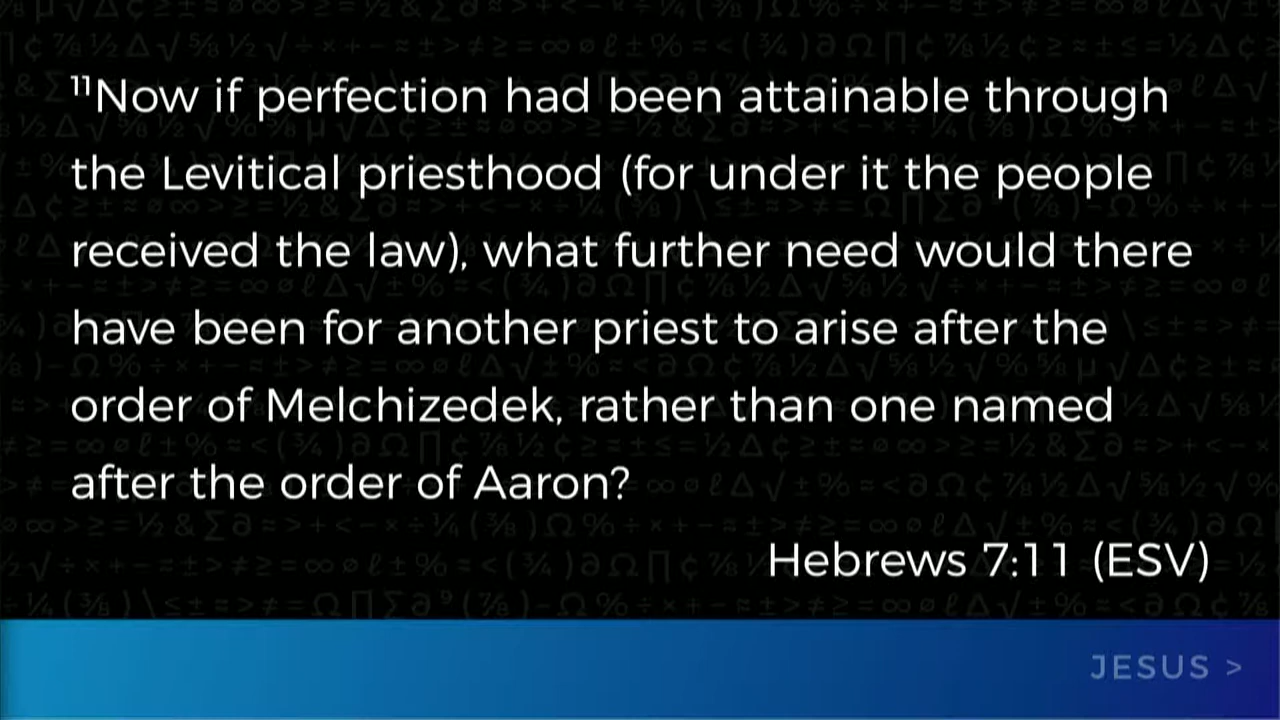 ¹¹Now if perfection had been attainable through
the Levitical priesthood (for under it the people
received the law), what further need would there
have been for another priest to arise after the
order of Melchizedek, rather than one named
after the order of Aaron?
Hebrews 7:11 (ESV)
JESUS >